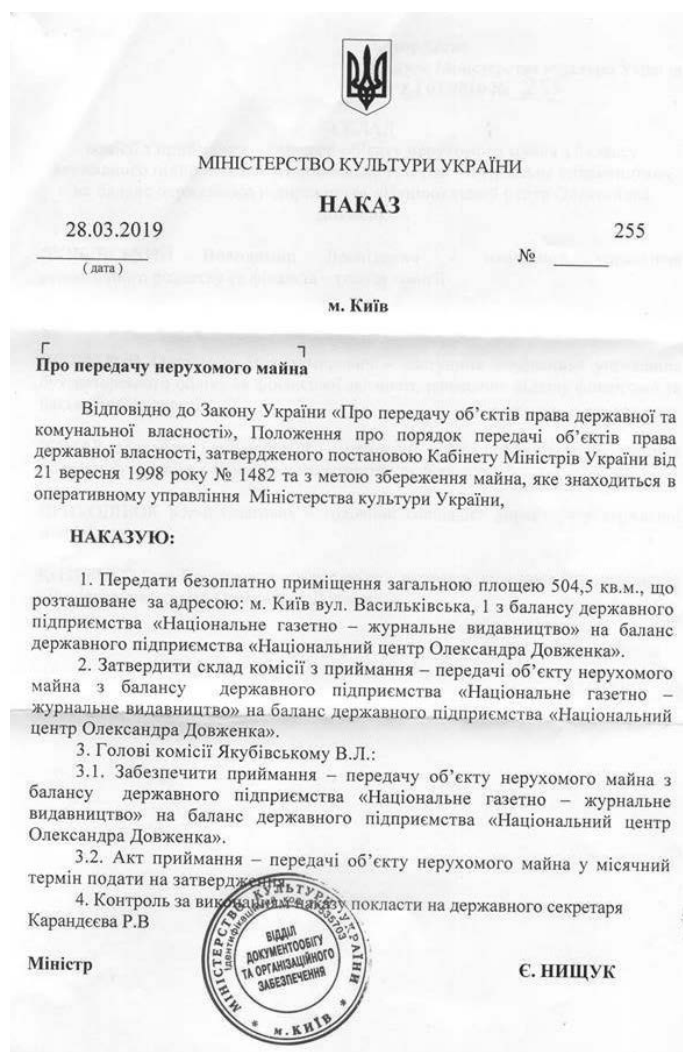 МІНІСТЕРСТВО КУЛЬТУРИ УКРАЇНИ
НАКАЗ
28.03.2019
255
( дата )
№
м. Київ
Про передачу нерухомого майна
Відповідно до Закону України «Про передачу об’єктів права державної та
комунальної власності», Положення про порядок передачі об’єктів права
державної власності, затвердженого постановою Кабінету Міністрів України від
21 вересня 1998 року № 1482 та з метою збереження майна, яке знаходиться в
оперативному управління Міністерства культури України,
НАКАЗУЮ:
1. Передати безоплатно приміщення загальною площею 504,5 кв.м., що
розташоване за адресою: м. Київ вул. Васильківська, 1 з балансу державного
підприємства «Національне газетно – журнальне видавництво» на баланс
державного підприємства «Національний центр Олександра Довженка».
2. Затвердити склад комісії з приймання – передачі об’єкту нерухомого
майна з балансу державного підприємства «Національне газетно –
журнальне видавництво» на баланс державного підприємства «Національний
центр Олександра Довженка».
3. Голові комісії Якубівському В.Л.:
3.1. Забезпечити приймання – передачу об’єкту нерухомого майна з
балансу державного підприємства «Національне газетно – журнальне
видавництво» на баланс державного підприємства «Національний центр
Олександра Довженка».
3.2. Акт приймання – передачі об’єкту нерухомого майна у місячний
термін подати на затвердження.
4. Контроль за виконанням наказу покласти на державного секретаря
Карандєєва Р.В
Міністр
Є. НИЩУК
МІНІСТЕРСТВО КУЛЬТУРИ УКРАЇНИ
Ідентифікаційний код
ВІДДІЛ
ДОКУМЕНТООБІГУ
ТА ОРГАНІЗАЦІЙНОГО
ЗАБЕЗПЕЧЕННЯ
* м.КИЇВ *